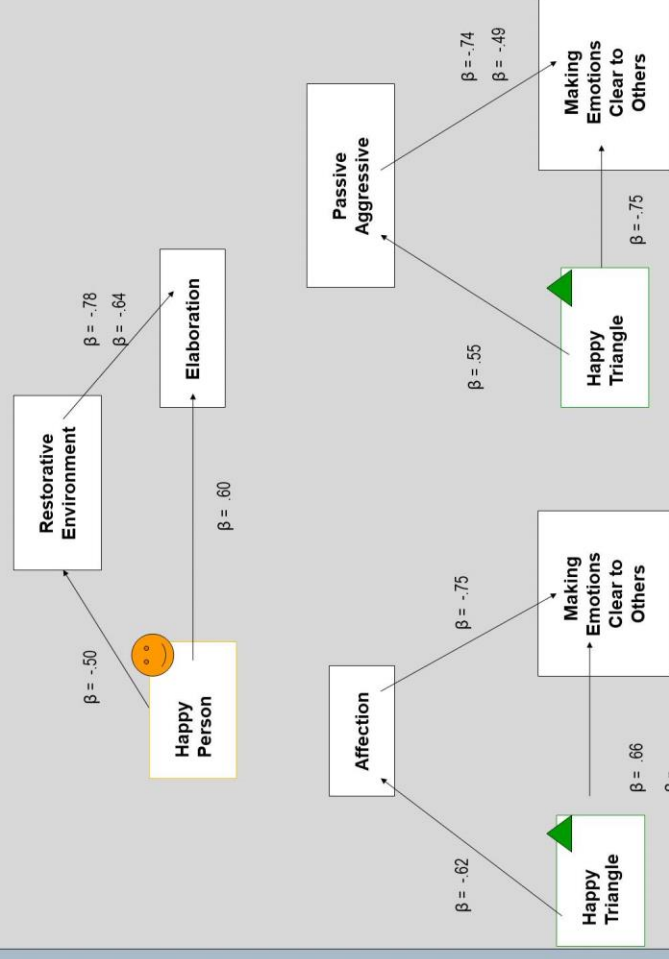 Restorative
Environment
β = -.50
β = -.78
β = -.64
Happy
Person
Elaboration
β = .60
Affection
β = -.62
β = -.75
Happy
Triangle
Making
Emotions
Clear to
Others
β = .66
Passive
Aggressive
β = .55
β = -.74
β = -.49
Happy
Triangle
Making
Emotions
Clear to
Others
β = -.75